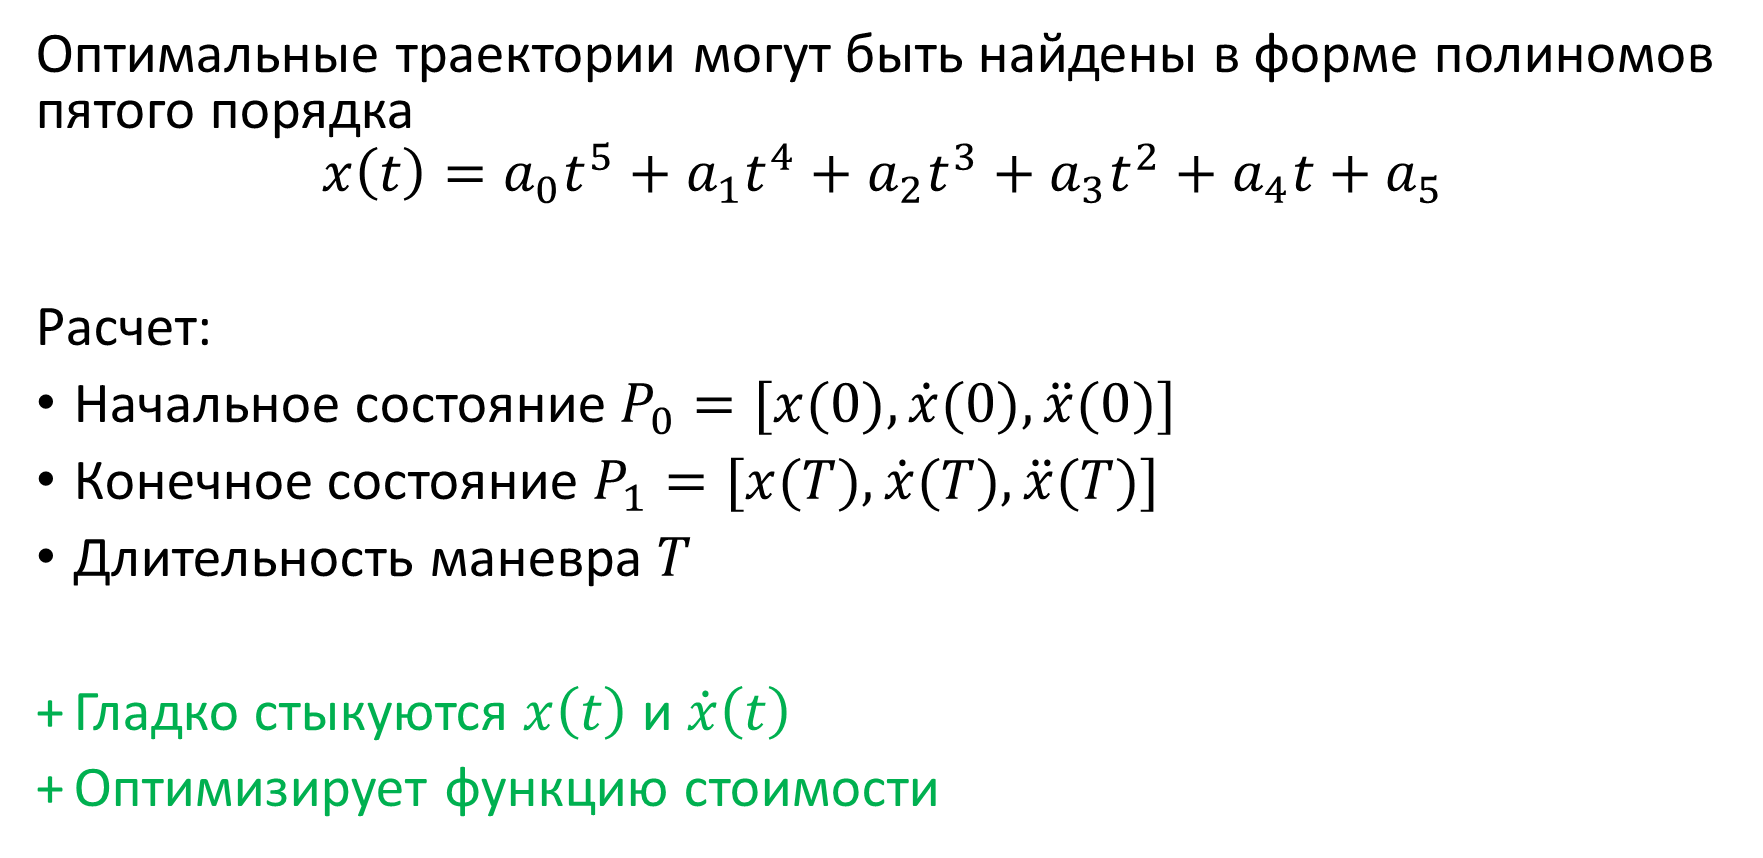 Оптимальные траектории могут быть найдены в форме полиномов
пятого порядка
x(t) = a₀t⁵ + a₁t⁴ + a₂t³ + a₃t² + a₄t + a₅
Расчет:
• Начальное состояние P₀ = [x(0), ẋ(0), ẍ(0)]
• Конечное состояние P₁ = [x(T), ẋ(T), ẍ(T)]
• Длительность маневра T
+ Гладко стыкуются x(t) и ẋ(t)
+ Оптимизирует функцию стоимости